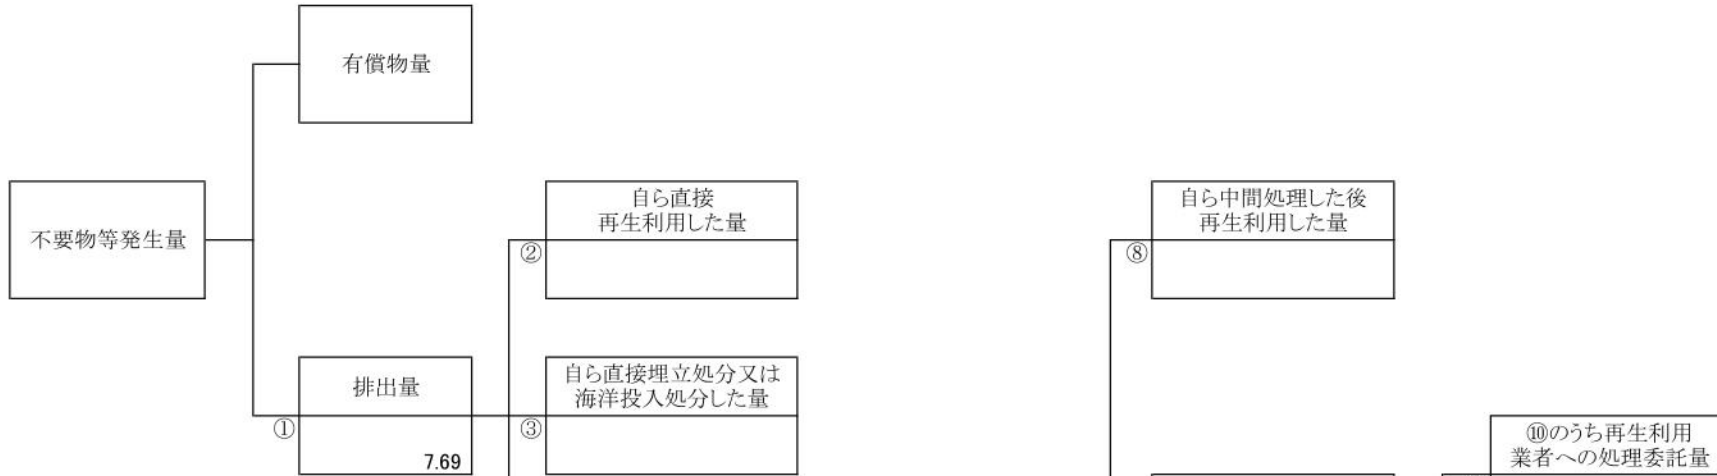 有償物量
不要物等発生量
自ら直接
再生利用した量
②
自ら中間処理した後
再生利用した量
⑧
排出量
①
7.69
自ら直接埋立処分又は
海洋投入処分した量
③
⑩のうち再生利用
業者への処理委託量